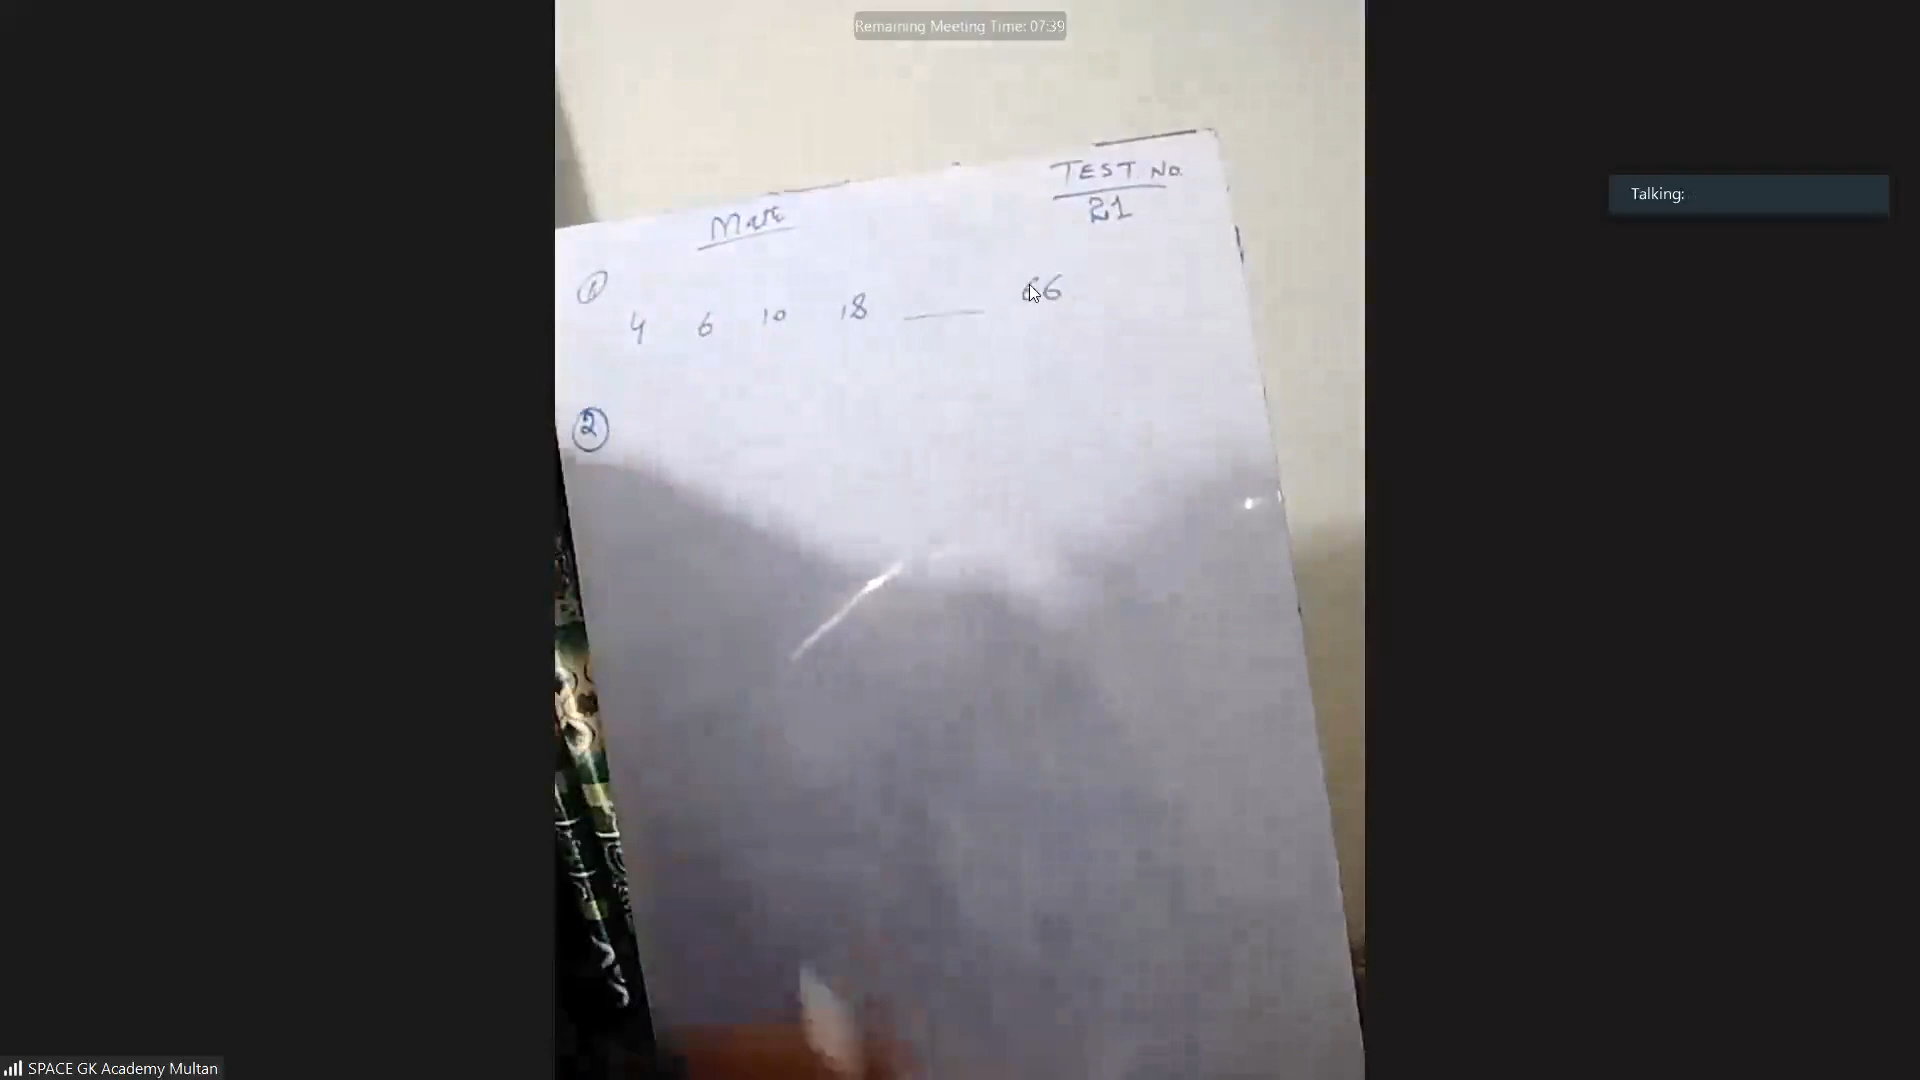 Remaining Meeting Time: 07:39
TEST No.
21
Math
Talking:
1
4 6 10 18 ____ 66
2
SPACE GK Academy Multan